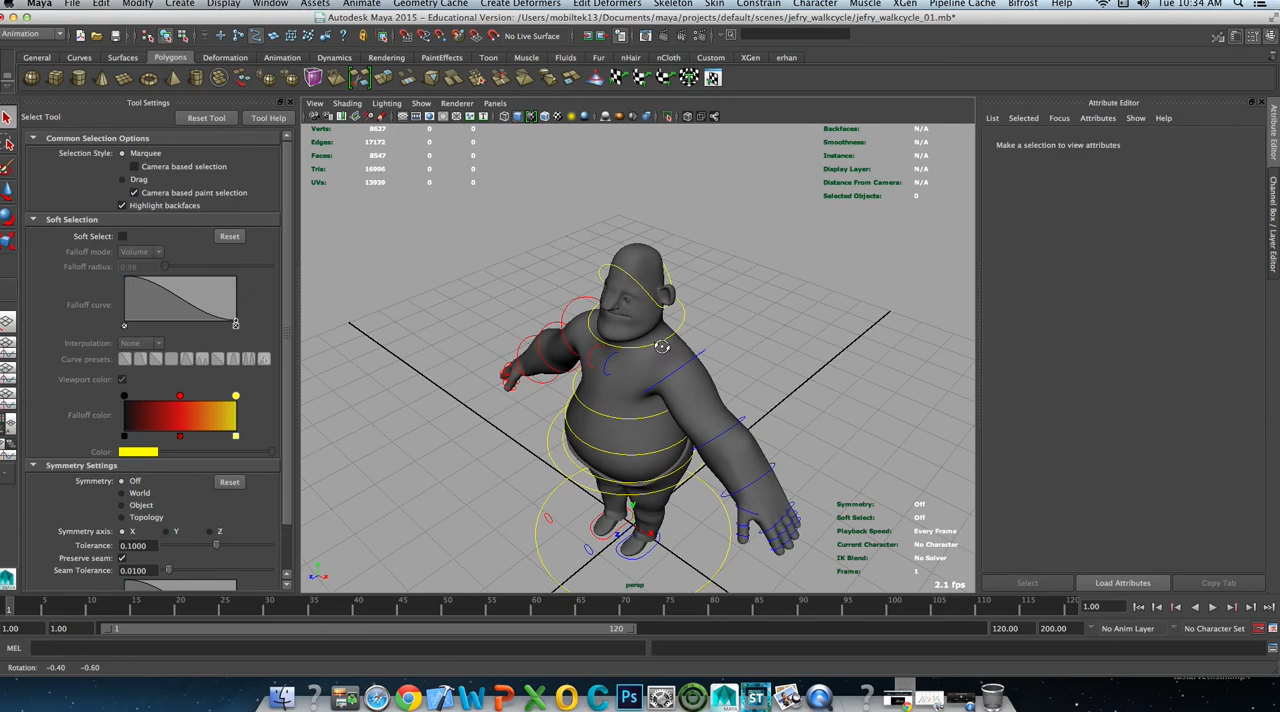 Maya File Edit Modify Create Display Window Assets Animate Geometry Cache Create Deformers Edit Deformers Skeleton Skin Constrain Character Muscle XGen Pipeline Cache Bifrost Help Tue 10:34 AM
Autodesk Maya 2015 - Educational Version: /Users/mobiltek13/Documents/maya/projects/default/scenes/jefry_walkcycle/jefry_walkcycle_01.mb*
Animation No Live Surface
General Curves Surfaces Polygons Deformation Animation Dynamics Rendering PaintEffects Toon Muscle Fluids Fur nHair nCloth Custom XGen erhan
Tool Settings
Select Tool Reset Tool Tool Help
Common Selection Options
Selection Style: Marquee
Camera based selection
Drag
Camera based paint selection
Highlight backfaces
Soft Selection
Soft Select: Reset
Falloff mode: Volume
Falloff radius: 0.98
Falloff curve:
Interpolation: None
Curve presets:
Viewport color:
Falloff color:
Color:
Symmetry Settings
Symmetry: Off Reset
World
Object
Topology
Symmetry axis: X Y Z
Tolerance: 0.1000
Preserve seam:
Seam Tolerance: 0.0100
View Shading Lighting Show Renderer Panels
Verts: 8627 0 0
Edges: 17172 0 0
Faces: 8547 0 0
Tris: 16996 0 0
UVs: 13939 0 0
Backfaces: N/A
Smoothness: N/A
Instance: N/A
Display Layer: N/A
Distance From Camera: N/A
Selected Objects: 0
Symmetry: Off
Soft Select: Off
Playback Speed: Every Frame
Current Character: No Character
IK Blend: No Solver
Frame: 1
2.1 fps
persp
Attribute Editor
List Selected Focus Attributes Show Help
Make a selection to view attributes
Select Load Attributes Copy Tab
Attribute Editor
Channel Box / Layer Editor
1 5 10 15 20 25 30 35 40 45 50 55 60 65 70 75 80 85 90 95 100 105 110 115 120 1.00
1.00 1.00 1 120 120.00 200.00 No Anim Layer No Character Set
MEL
Rotation: -0.40 -0.60